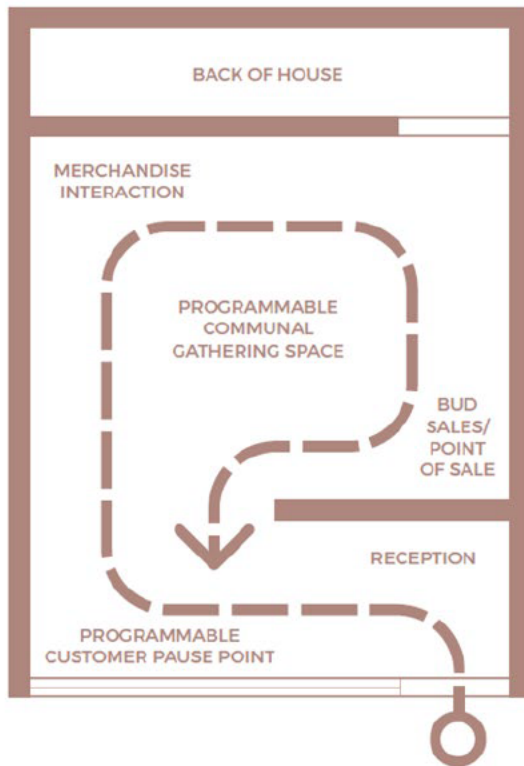 BACK OF HOUSE
MERCHANDISE
INTERACTION
PROGRAMMABLE
COMMUNAL
GATHERING SPACE
BUD
SALES/
POINT
OF SALE
RECEPTION
PROGRAMMABLE
CUSTOMER PAUSE POINT